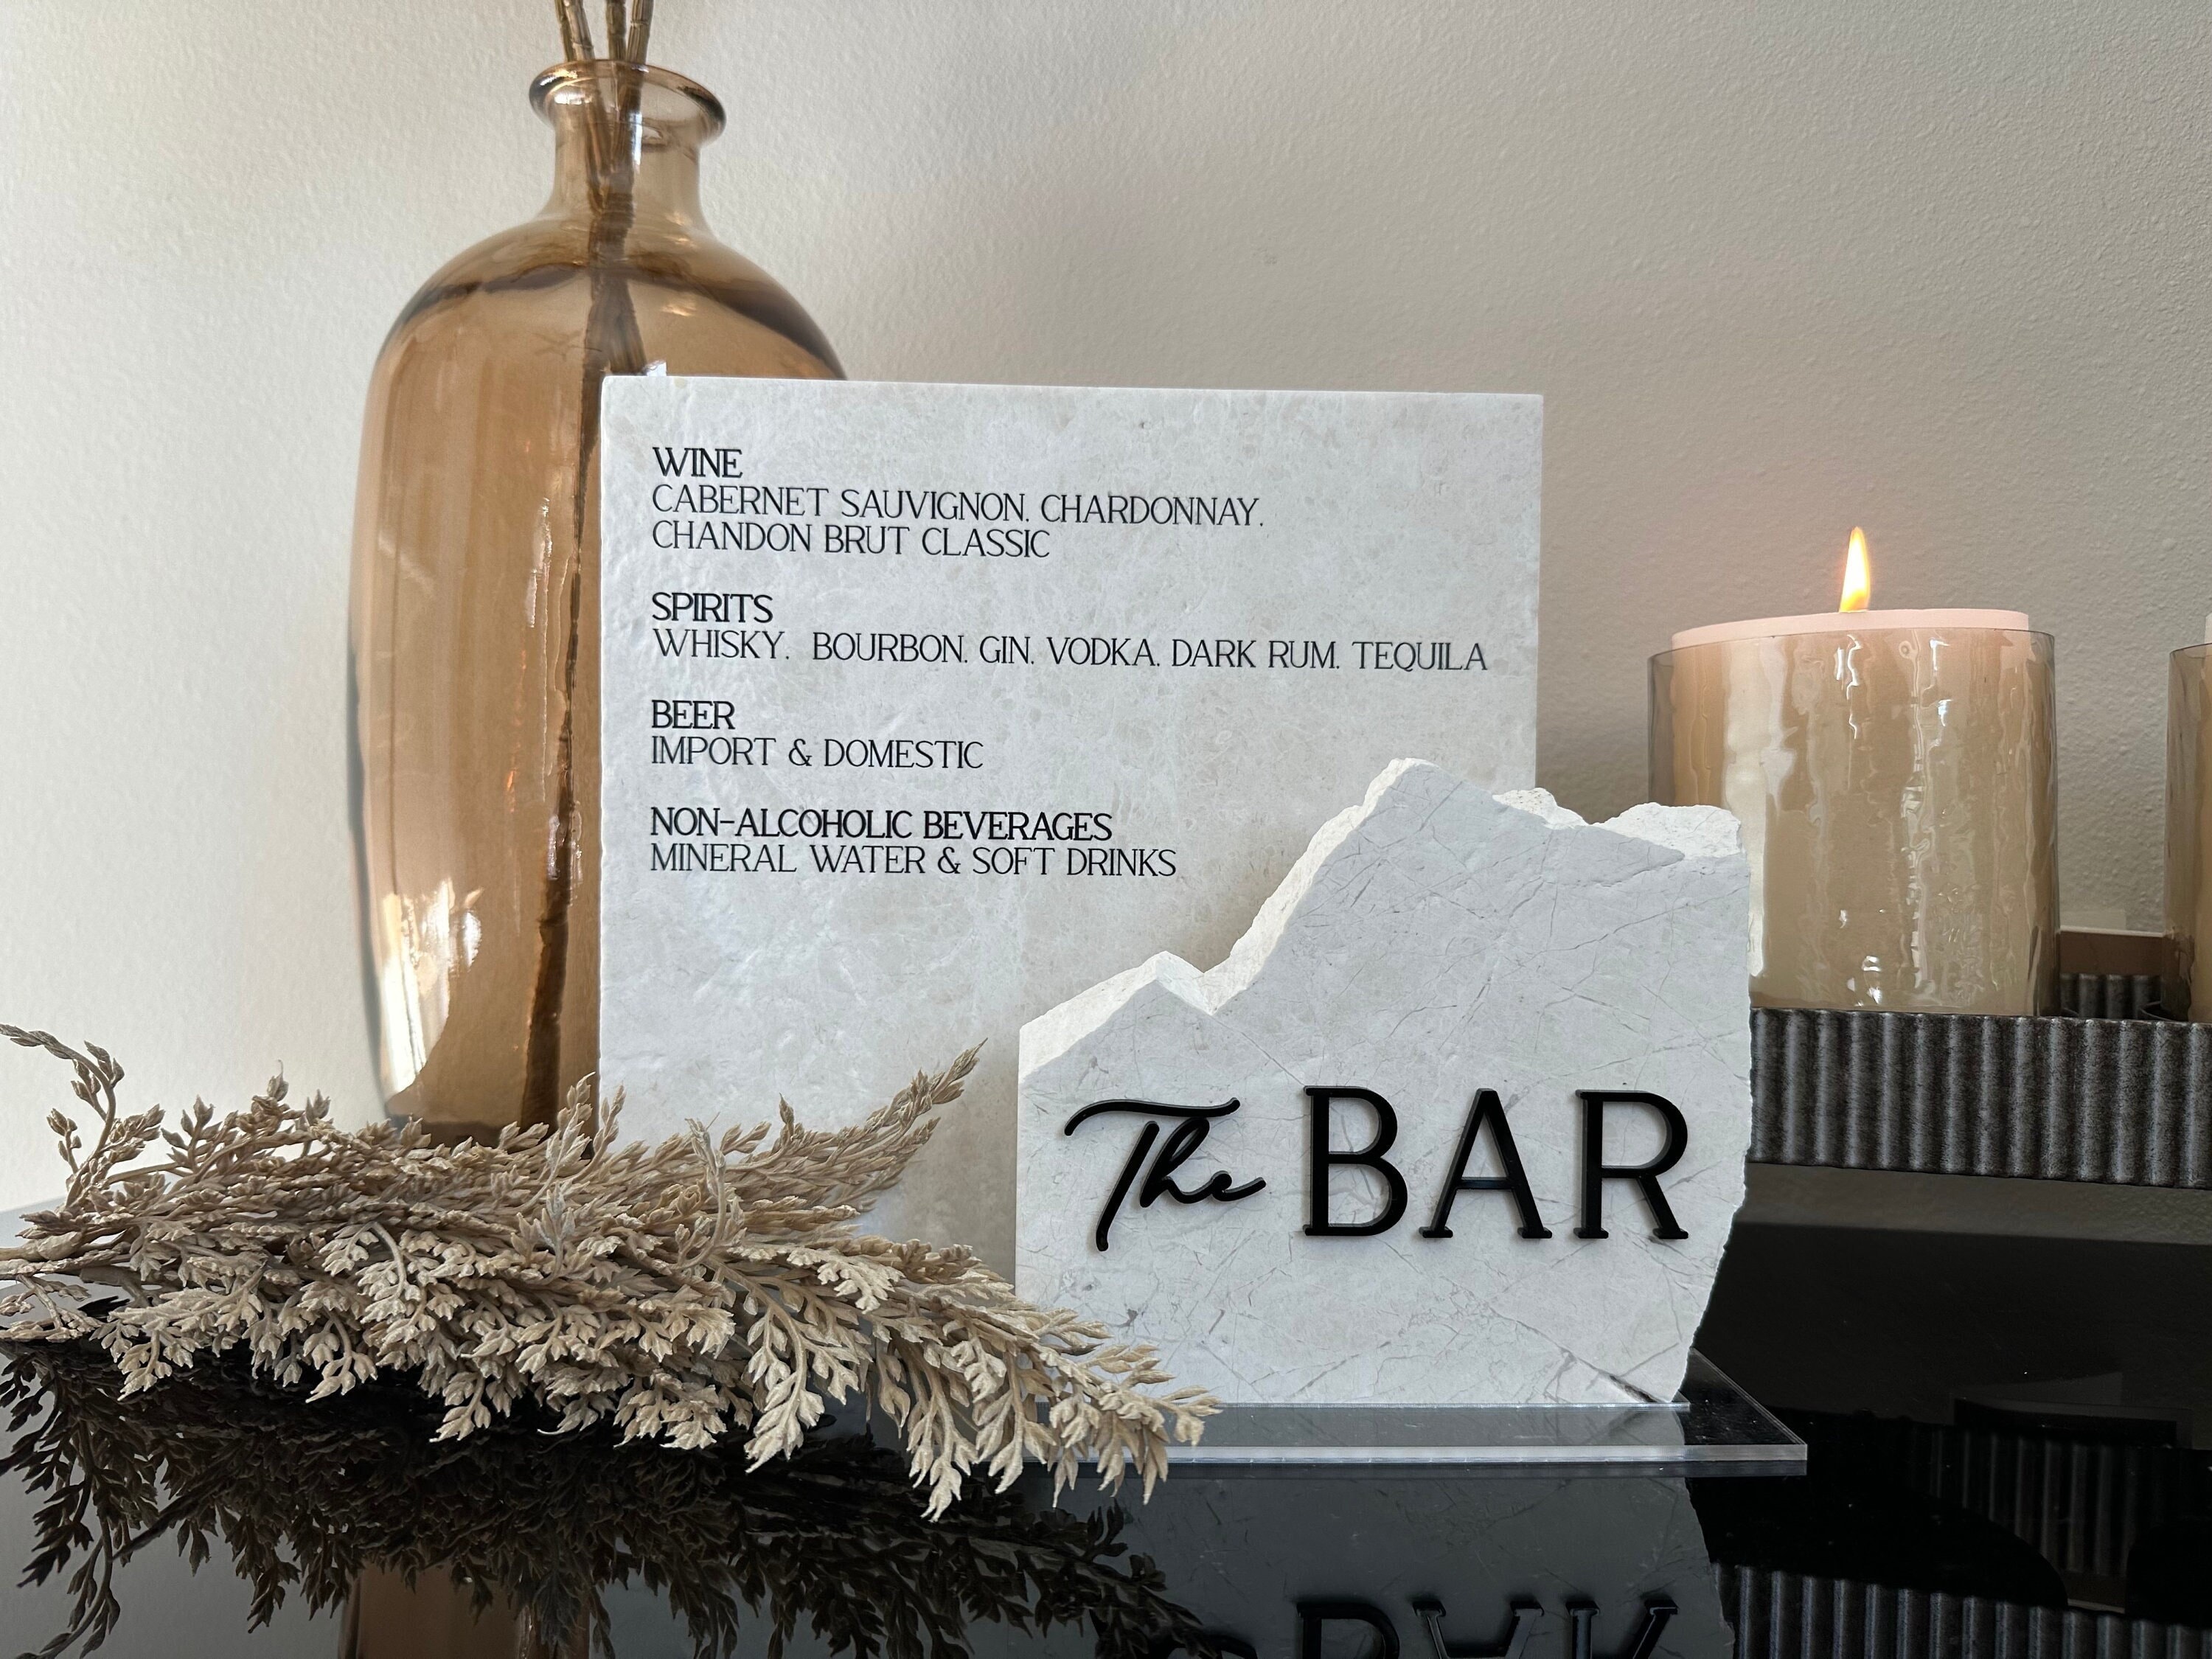 WINE
CABERNET SAUVIGNON. CHARDONNAY.
CHANDON BRUT CLASSIC
SPIRITS
WHISKY. BOURBON. GIN. VODKA. DARK RUM. TEQUILA
BEER
IMPORT & DOMESTIC
NON-ALCOHOLIC BEVERAGES
MINERAL WATER & SOFT DRINKS
The BAR